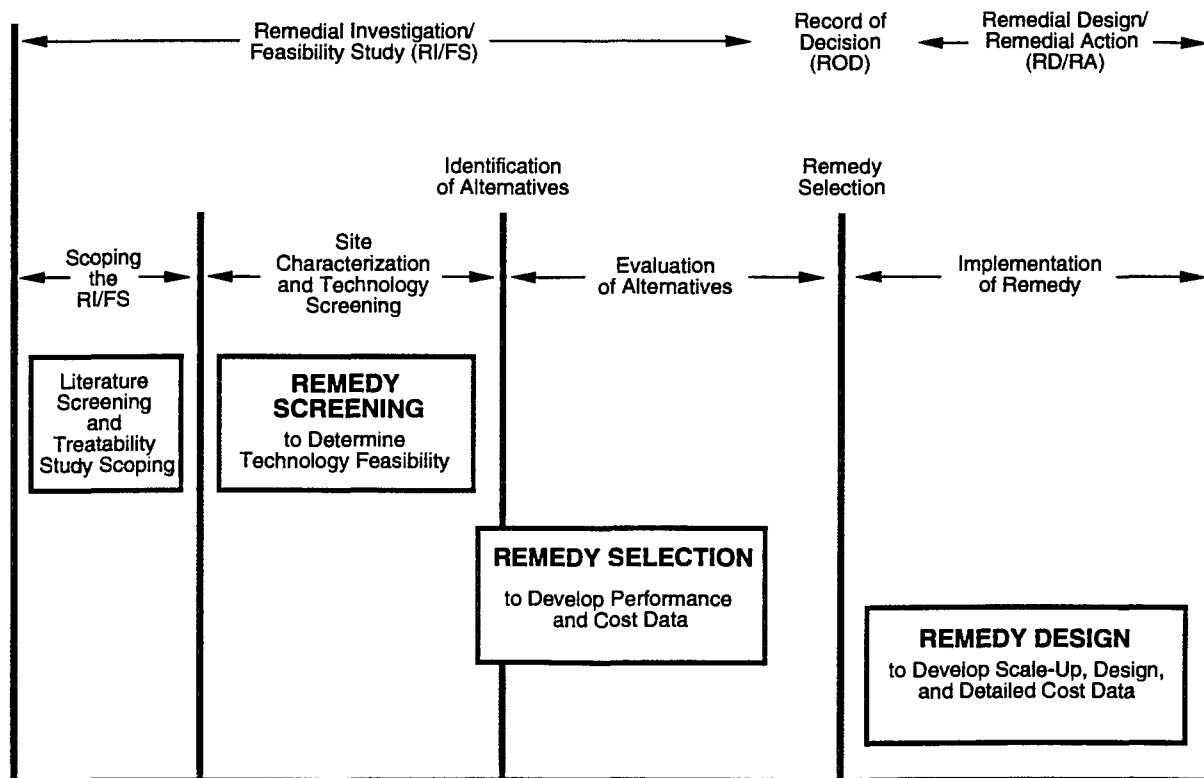 Remedial Investigation/
Feasibility Study (RI/FS)
Record of
Decision
(ROD)
Remedial Design/
Remedial Action
(RD/RA)
Identification
of Alternatives
Remedy
Selection
Scoping
the
RI/FS
Site
Characterization
and Technology
Screening
Evaluation
of Alternatives
Implementation
of Remedy
Literature
Screening
and
Treatability
Study Scoping
REMEDY
SCREENING
to Determine
Technology Feasibility
REMEDY SELECTION
to Develop Performance
and Cost Data
REMEDY DESIGN
to Develop Scale-Up, Design,
and Detailed Cost Data